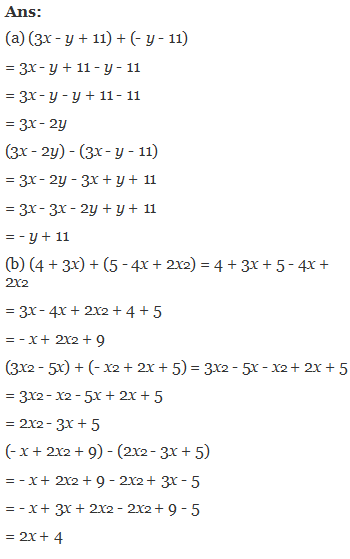 Ans:
(a) (3x - y + 11) + (- y - 11)
= 3x - y + 11 - y - 11
= 3x - y - y + 11 - 11
= 3x - 2y
(3x - 2y) - (3x - y - 11)
= 3x - 2y - 3x + y + 11
= 3x - 3x - 2y + y + 11
= - y + 11
(b) (4 + 3x) + (5 - 4x + 2x2) = 4 + 3x + 5 - 4x +
2x2
= 3x - 4x + 2x2 + 4 + 5
= - x + 2x2 + 9
(3x2 - 5x) + (- x2 + 2x + 5) = 3x2 - 5x - x2 + 2x + 5
= 3x2 - x2 - 5x + 2x + 5
= 2x2 - 3x + 5
(- x + 2x2 + 9) - (2x2 - 3x + 5)
= - x + 2x2 + 9 - 2x2 + 3x - 5
= - x + 3x + 2x2 - 2x2 + 9 - 5
= 2x + 4